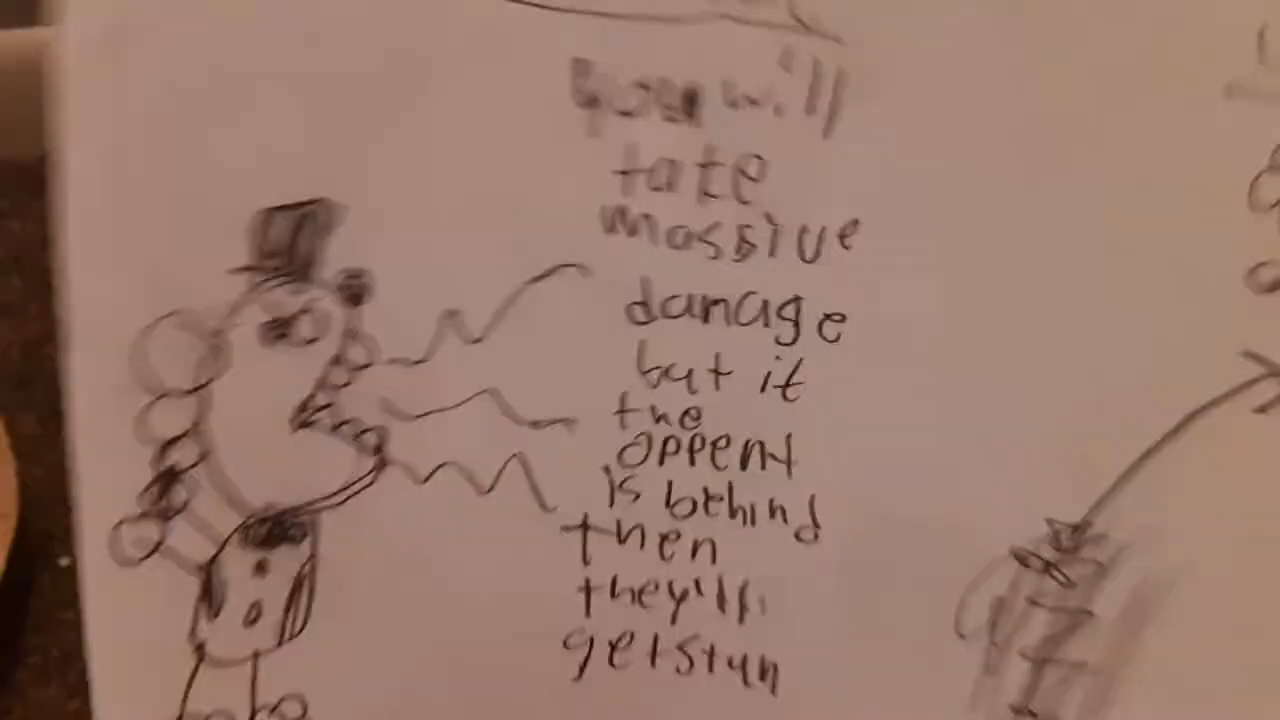 will
tate
massive
damage
but it
the
oppent
is behind
then
they'll
get stun